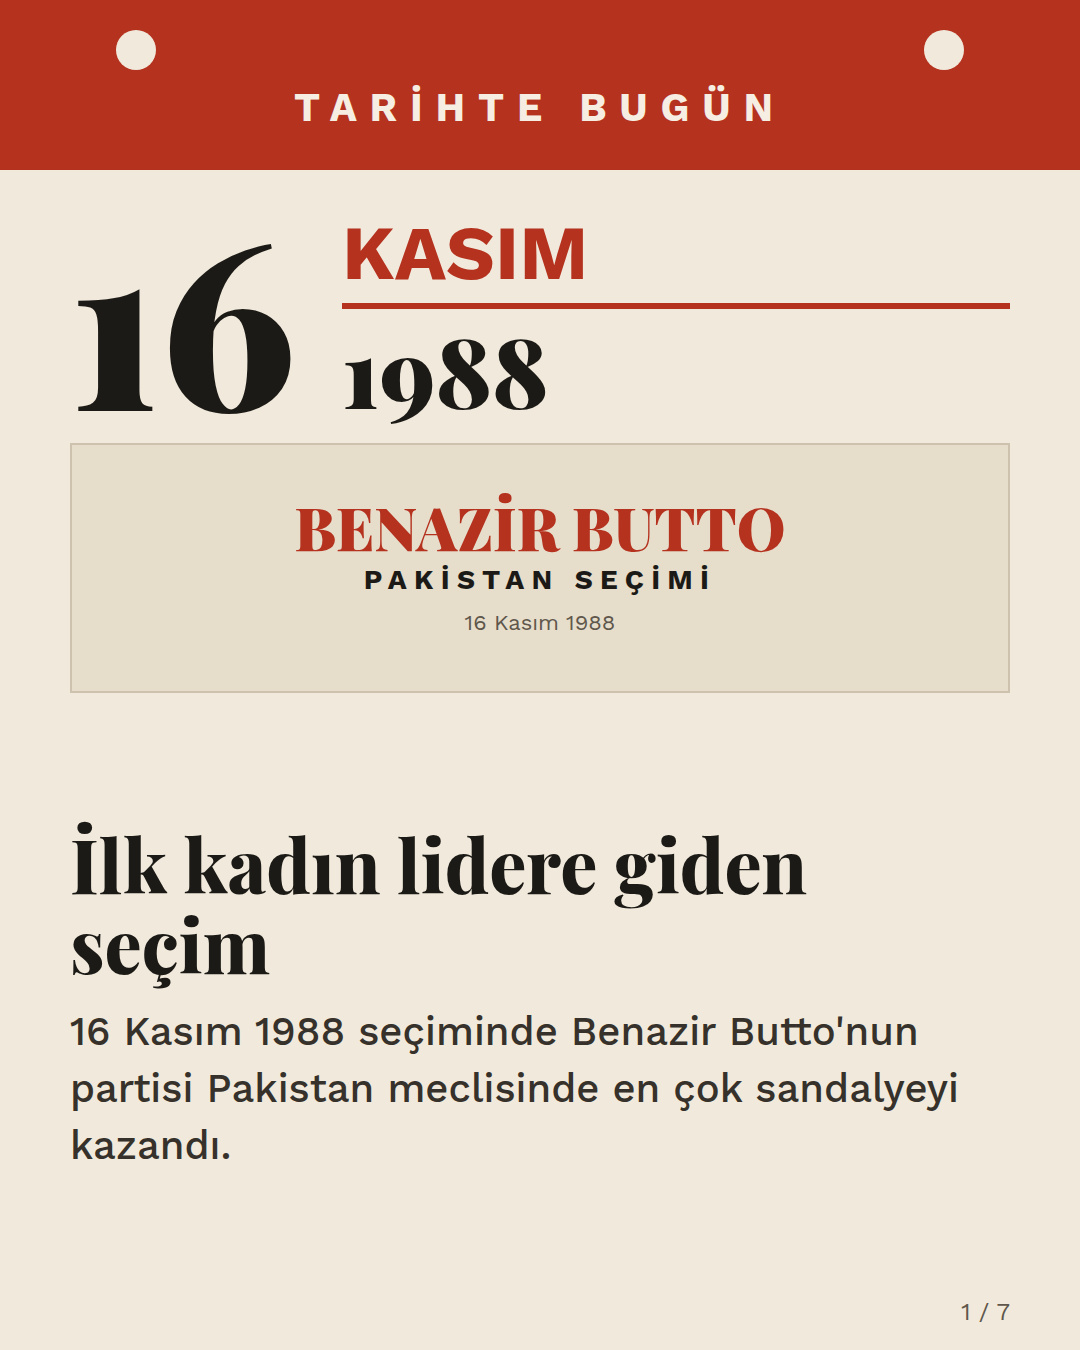 TARİHTE BUGÜN
16
KASIM
1988
BENAZİR BUTTO
PAKİSTAN SEÇİMİ
16 Kasım 1988
İlk kadın lidere giden
seçim
16 Kasım 1988 seçiminde Benazir Butto'nun
partisi Pakistan meclisinde en çok sandalyeyi
kazandı.
1 / 7